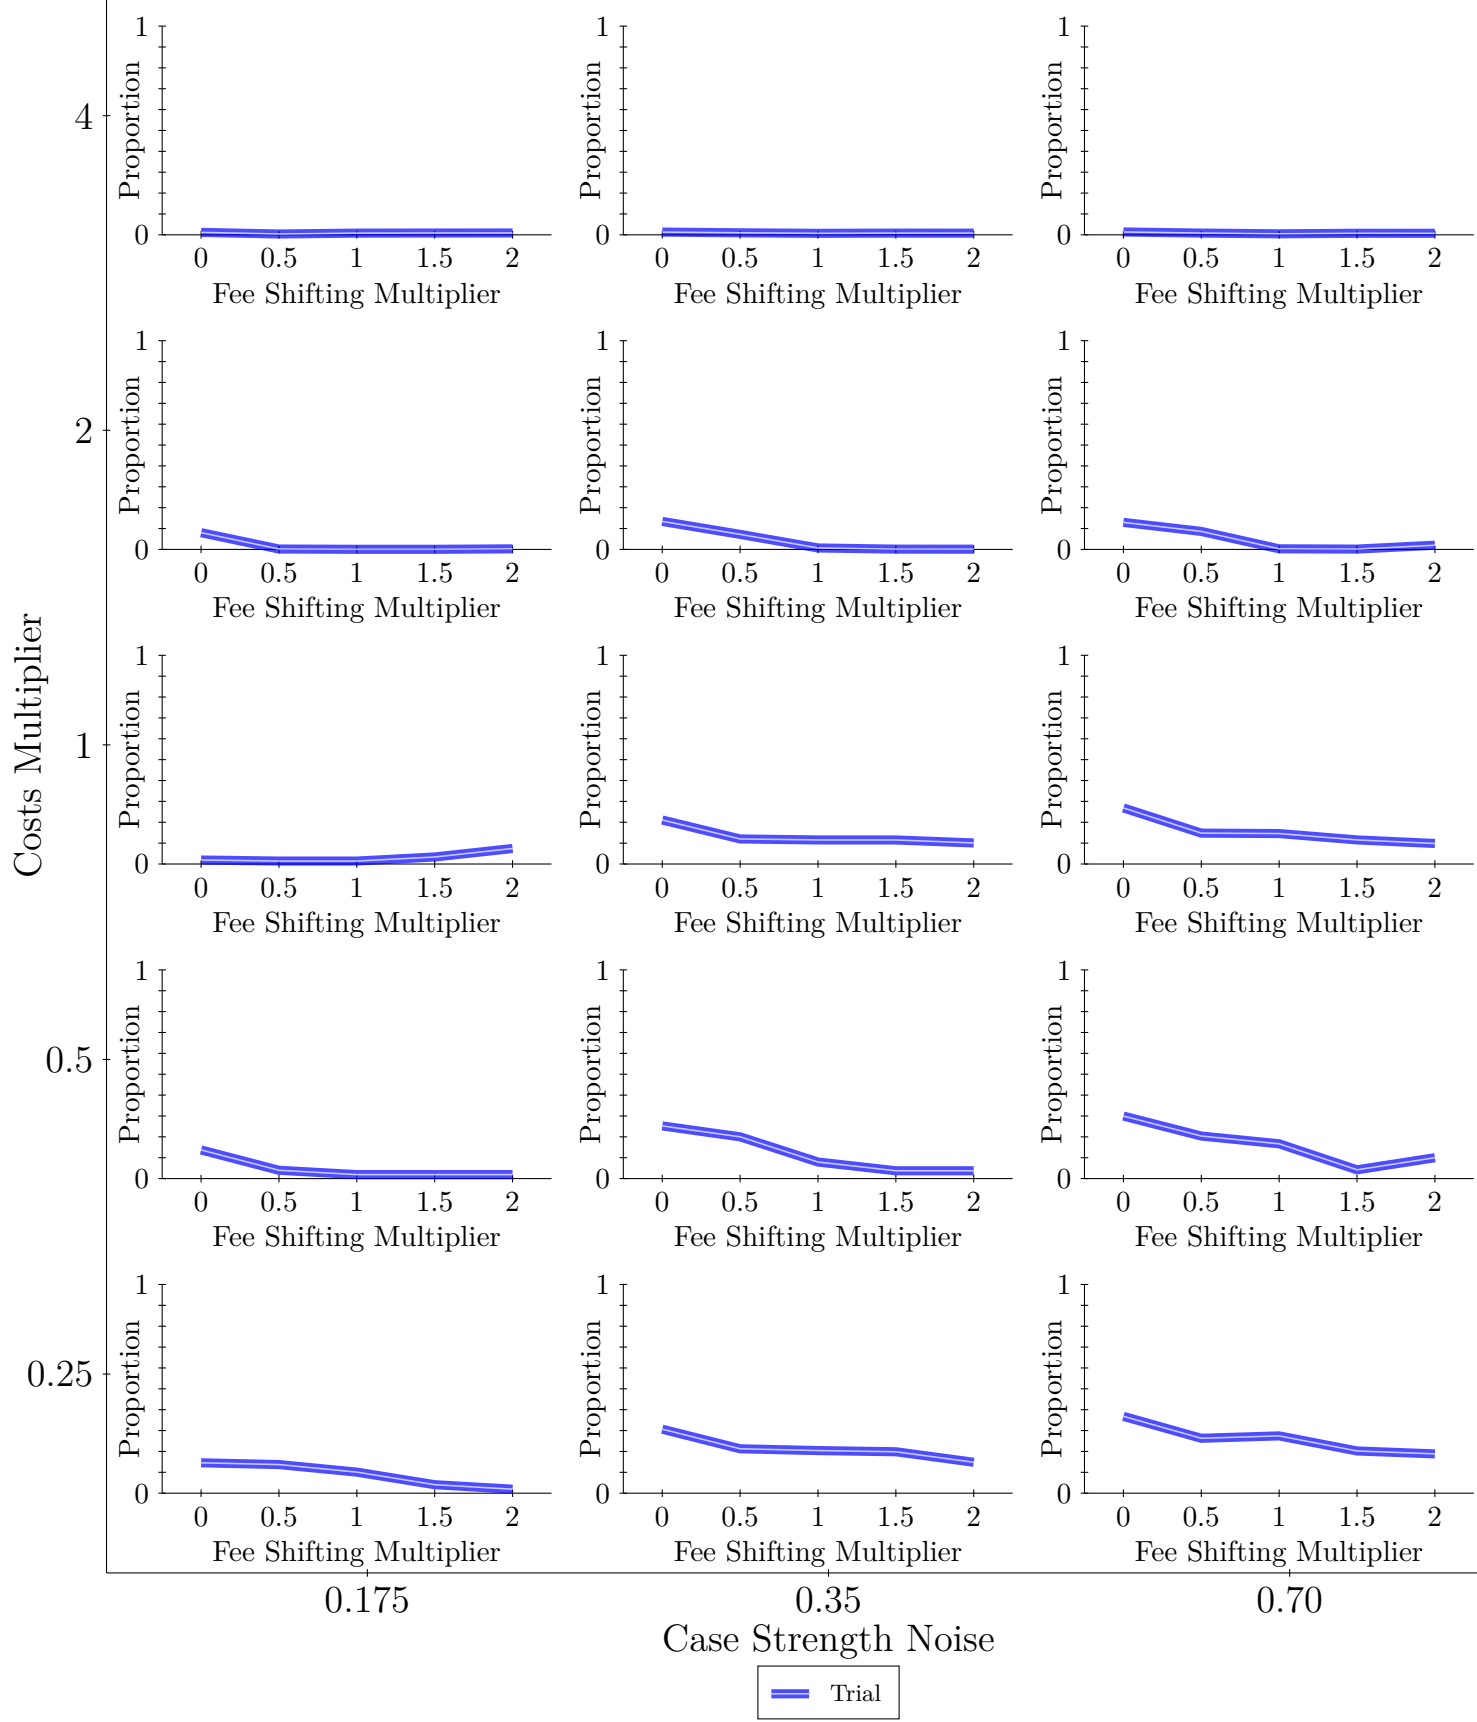 1 1 1
Proportion Proportion Proportion
4
0 0 0
0 0.5 1 1.5 2 0 0.5 1 1.5 2 0 0.5 1 1.5 2
Fee Shifting Multiplier Fee Shifting Multiplier Fee Shifting Multiplier
1 1 1
Proportion Proportion Proportion
2
0 0 0
0 0.5 1 1.5 2 0 0.5 1 1.5 2 0 0.5 1 1.5 2
Fee Shifting Multiplier Fee Shifting Multiplier Fee Shifting Multiplier
Costs Multiplier
1 1 1
Proportion Proportion Proportion
1
0 0 0
0 0.5 1 1.5 2 0 0.5 1 1.5 2 0 0.5 1 1.5 2
Fee Shifting Multiplier Fee Shifting Multiplier Fee Shifting Multiplier
1 1 1
Proportion Proportion Proportion
0.5
0 0 0
0 0.5 1 1.5 2 0 0.5 1 1.5 2 0 0.5 1 1.5 2
Fee Shifting Multiplier Fee Shifting Multiplier Fee Shifting Multiplier
1 1 1
Proportion Proportion Proportion
0.25
0 0 0
0 0.5 1 1.5 2 0 0.5 1 1.5 2 0 0.5 1 1.5 2
Fee Shifting Multiplier Fee Shifting Multiplier Fee Shifting Multiplier
0.175 0.35 0.70
Case Strength Noise
Trial